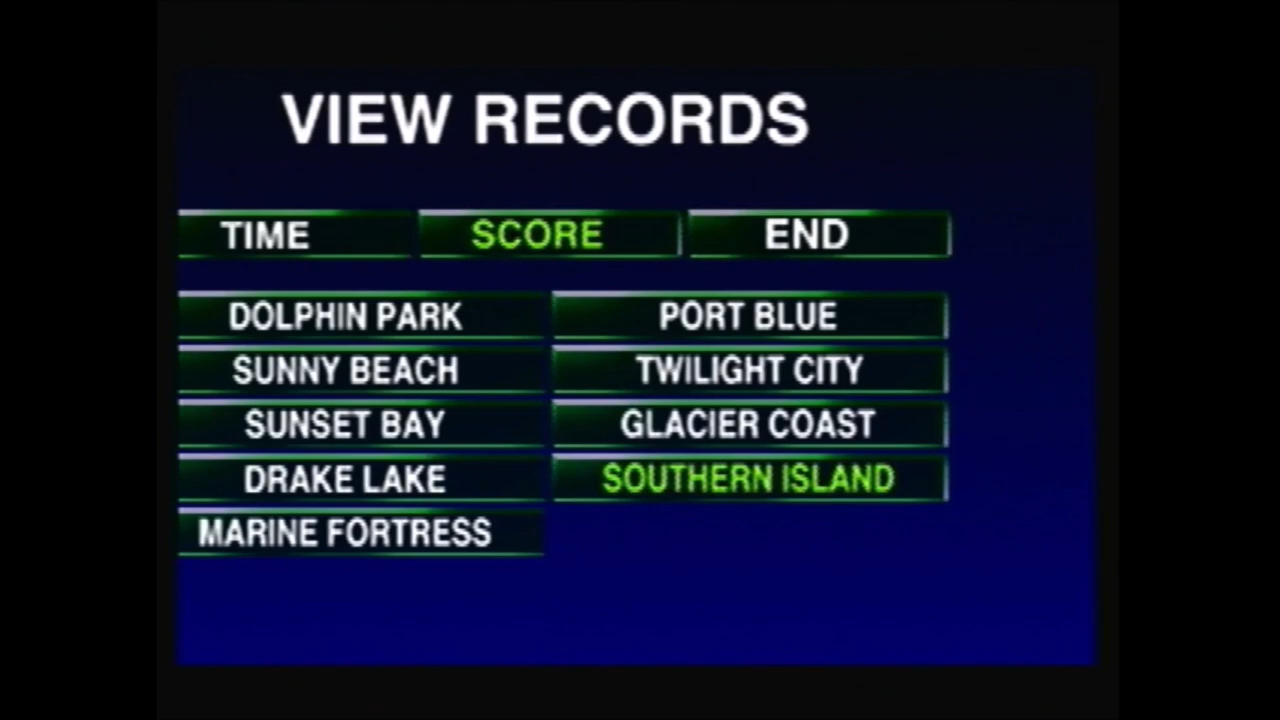 VIEW RECORDS
TIME SCORE END
DOLPHIN PARK PORT BLUE
SUNNY BEACH TWILIGHT CITY
SUNSET BAY GLACIER COAST
DRAKE LAKE SOUTHERN ISLAND
MARINE FORTRESS